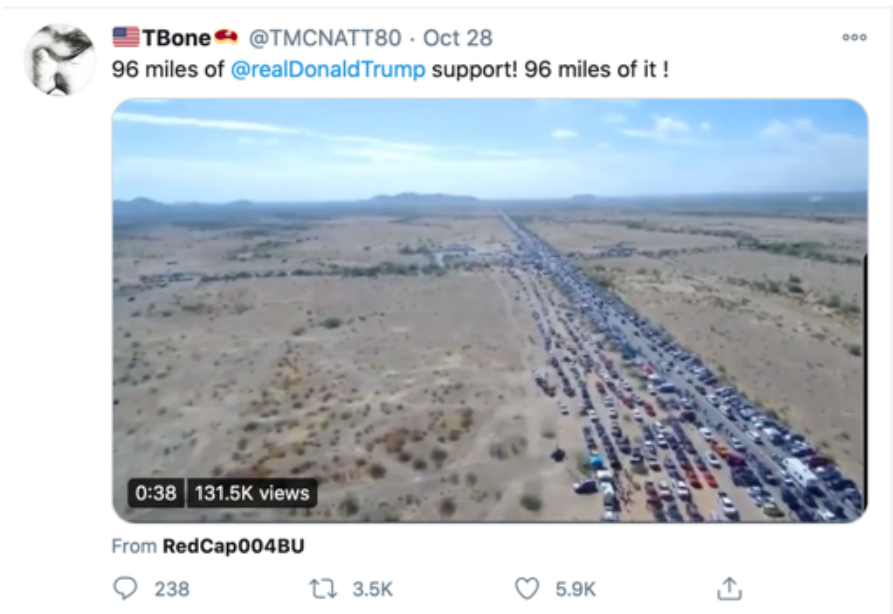 TBone @TMCNATT80 · Oct 28
96 miles of @realDonaldTrump support! 96 miles of it !
0:38 131.5K views
From RedCap004BU
238 3.5K 5.9K